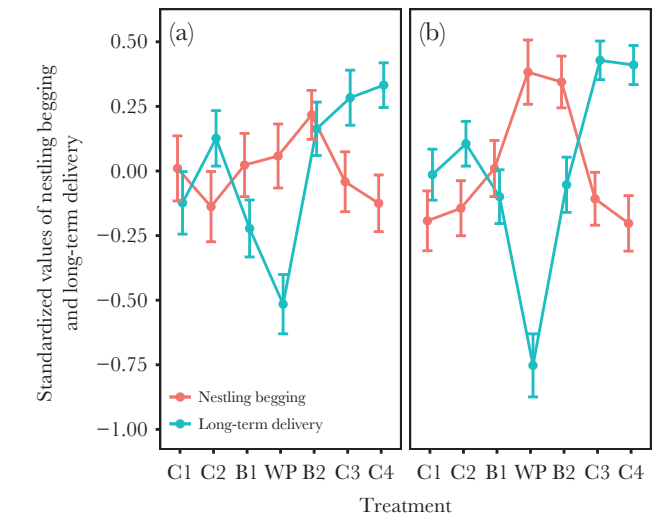 (a)
(b)
Standardized values of nestling begging
and long-term delivery
0.50
0.25
0.00
−0.25
−0.50
−0.75
−1.00
Nestling begging
Long-term delivery
C1 C2 B1 WP B2 C3 C4
C1 C2 B1 WP B2 C3 C4
Treatment